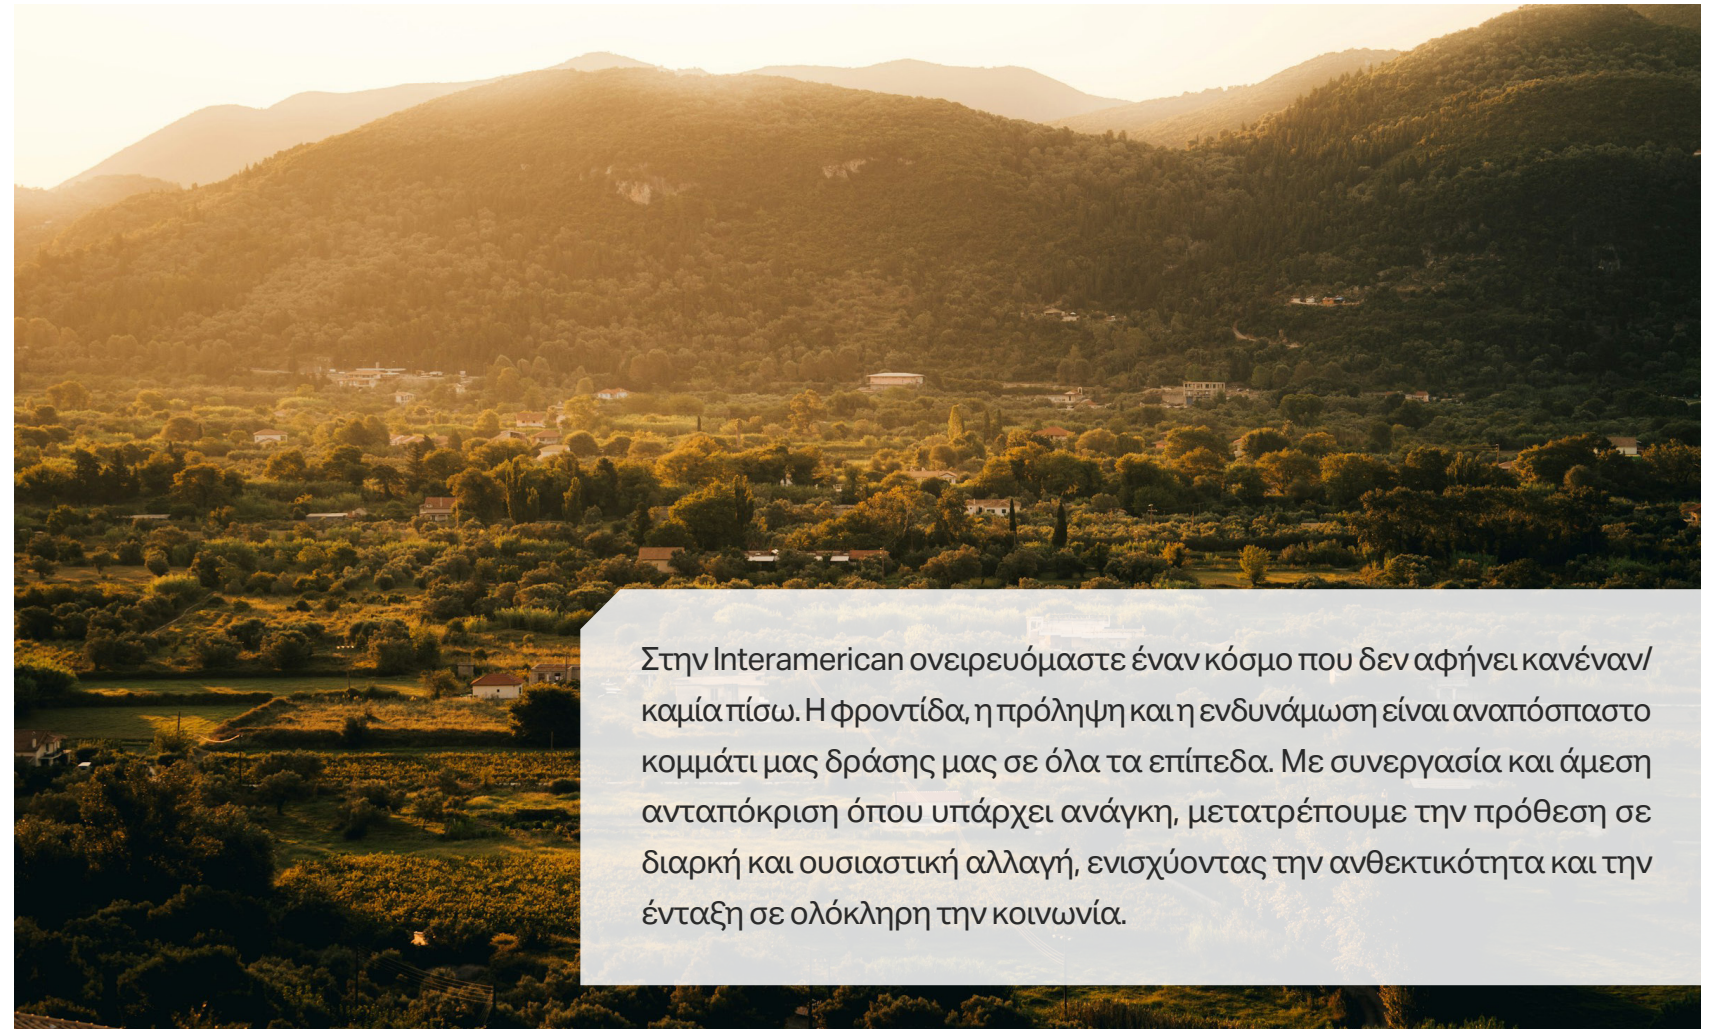 Στην Interamerican ονειρευόμαστε έναν κόσμο που δεν αφήνει κανέναν/
καμία πίσω. Η φροντίδα, η πρόληψη και η ενδυνάμωση είναι αναπόσπαστο
κομμάτι μας δράσης μας σε όλα τα επίπεδα. Με συνεργασία και άμεση
ανταπόκριση όπου υπάρχει ανάγκη, μετατρέπουμε την πρόθεση σε
διαρκή και ουσιαστική αλλαγή, ενισχύοντας την ανθεκτικότητα και την
ένταξη σε ολόκληρη την κοινωνία.